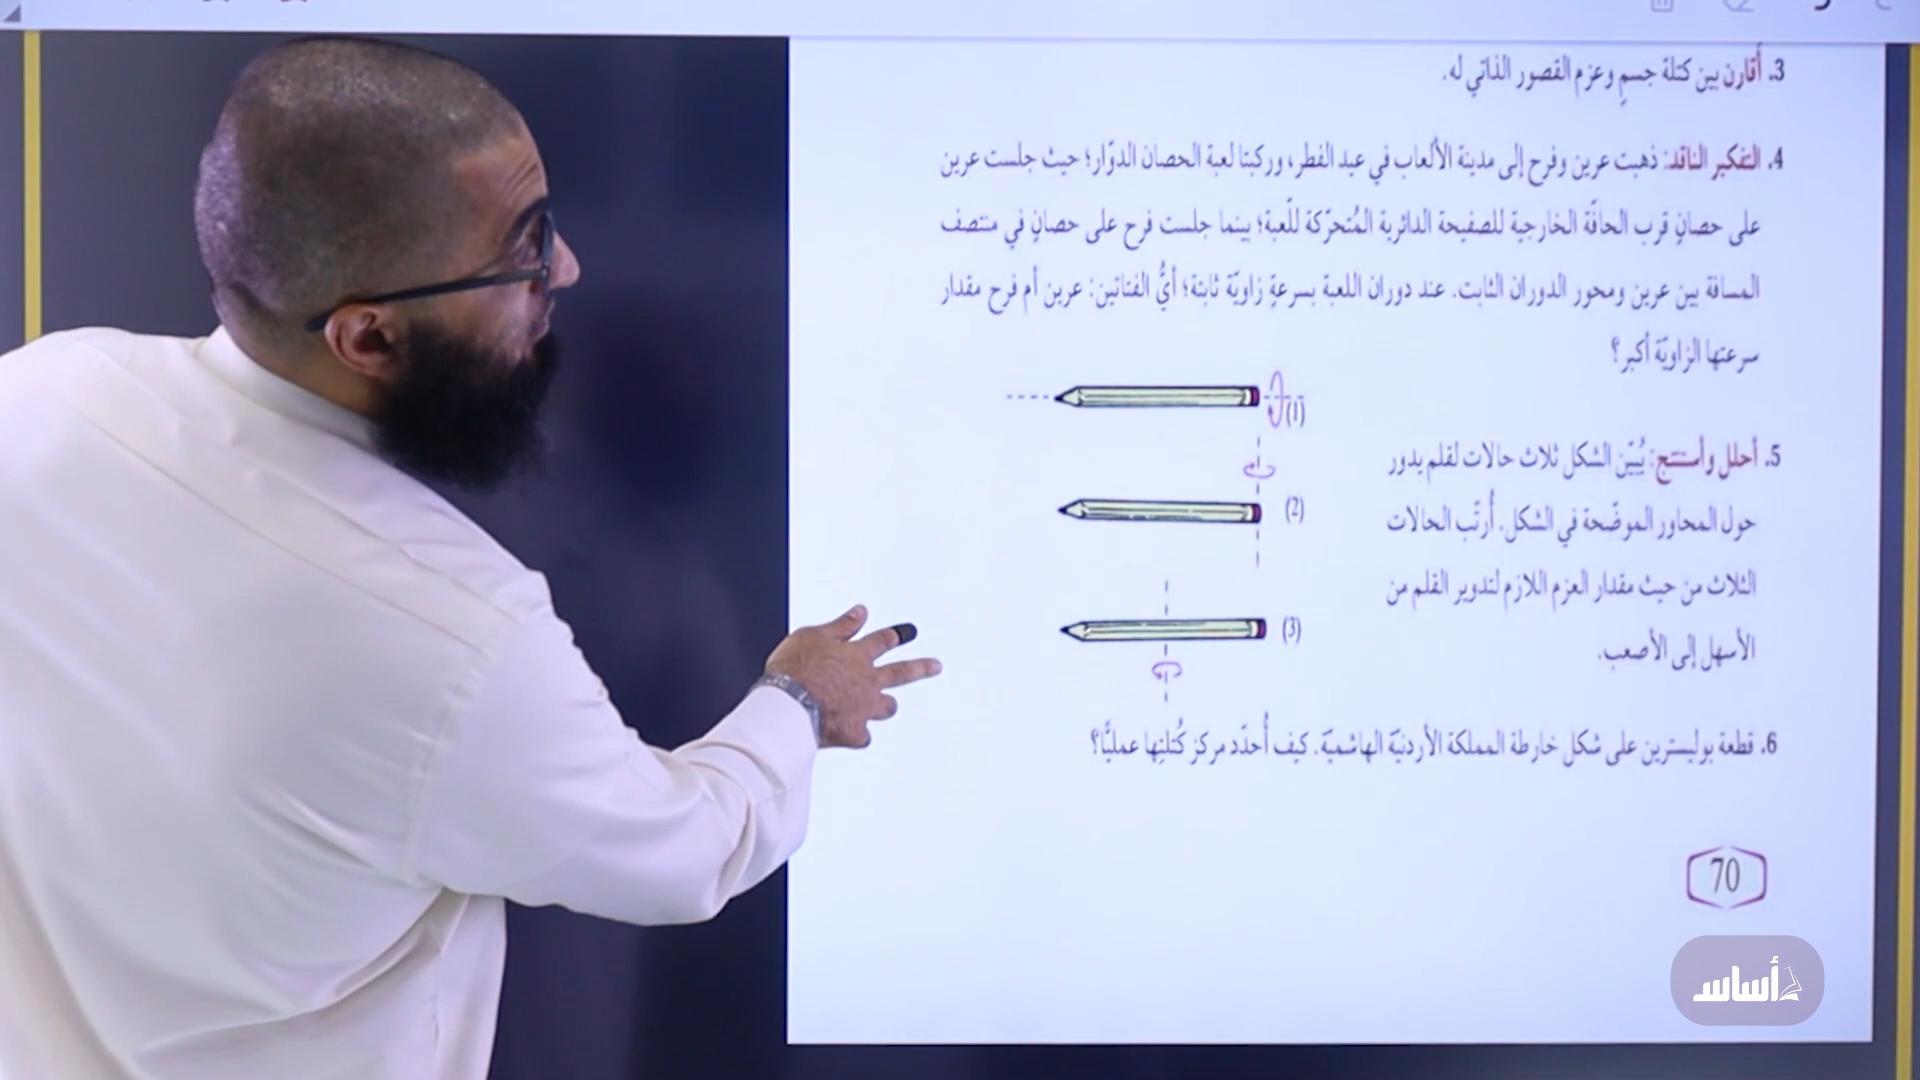 3. أُقارن بين كتلة جسمٍ وعزم القصور الذاتي له.
4. التفكير الناقد: ذهبت عرين وفرح إلى مدينة الألعاب في عيد الفطر، وركبتا لعبة الحصان الدوّار؛ حيث جلست عرين
على حصانٍ قرب الحافّة الخارجية للصفيحة الدائرية المُتحرّكة للّعبة؛ بينما جلست فرح على حصانٍ في منتصف
المسافة بين عرين ومحور الدوران الثابت. عند دوران اللعبة بسرعةٍ زاويّة ثابتة؛ أيُّ الفتاتين: عرين أم فرح مقدار
سرعتها الزاويّة أكبر؟
(1)
5. أحلل وأستنتج: يُبيّن الشكل ثلاث حالات لقلم يدور
(2)
حول المحاور الموضّحة في الشكل. أُرتّب الحالات
الثلاث من حيث مقدار العزم اللازم لتدوير القلم من
(3)
الأسهل إلى الأصعب.
6. قطعة بوليسترين على شكل خارطة المملكة الأردنيّة الهاشميّة. كيف أُحدّد مركز كُتلتِها عمليًّا؟
70
أساس